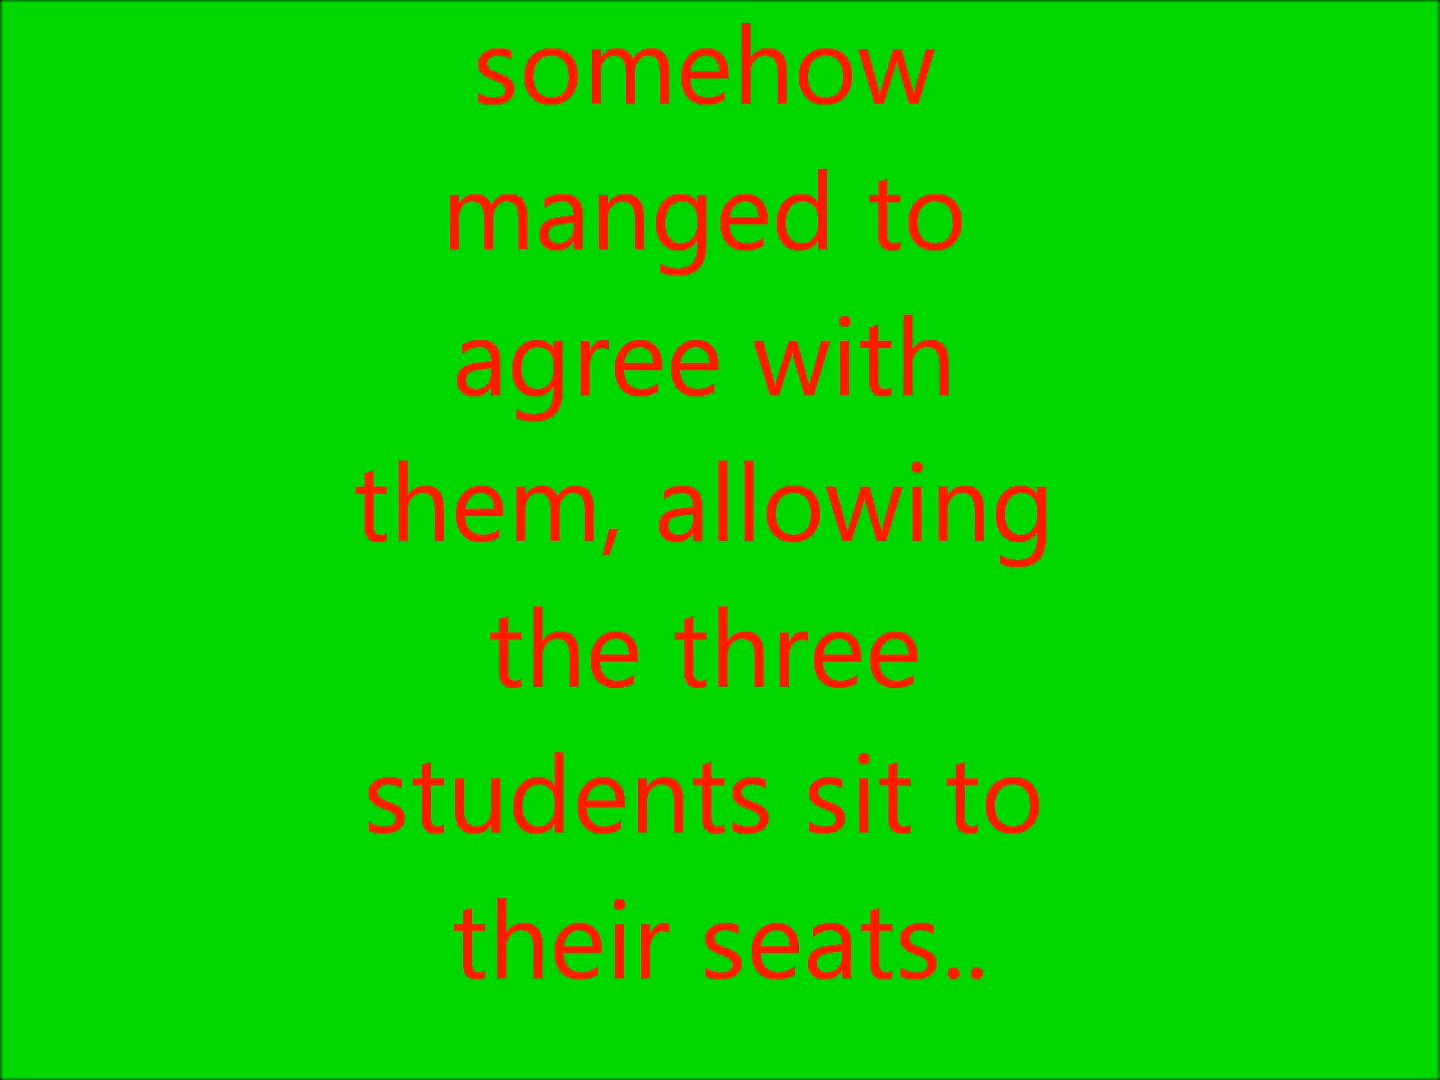 somehow
manged to
agree with
them, allowing
the three
students sit to
their seats..